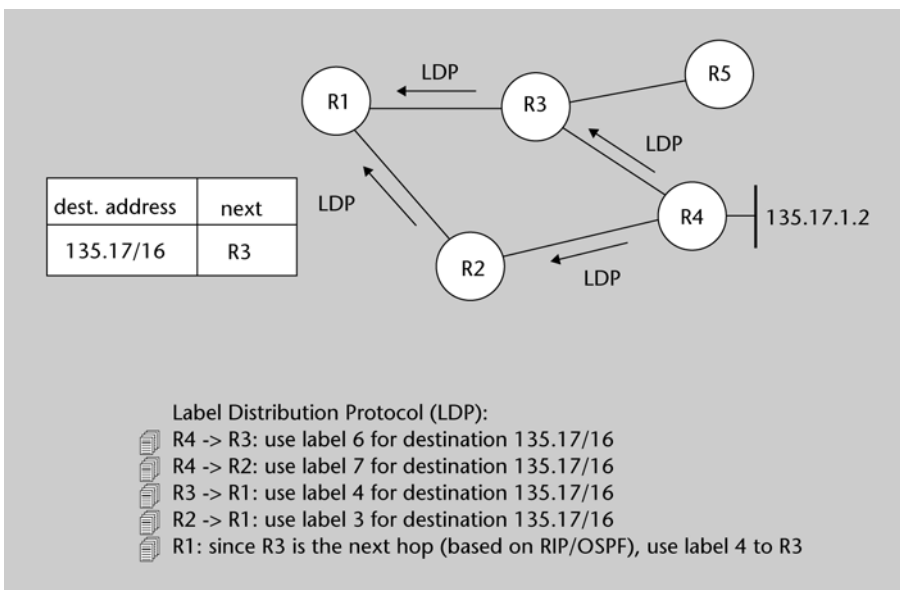 LDP
R1
R3
R5
LDP
dest. address next
135.17/16 R3
LDP
R4
135.17.1.2
R2
LDP
Label Distribution Protocol (LDP):
R4 -> R3: use label 6 for destination 135.17/16
R4 -> R2: use label 7 for destination 135.17/16
R3 -> R1: use label 4 for destination 135.17/16
R2 -> R1: use label 3 for destination 135.17/16
R1: since R3 is the next hop (based on RIP/OSPF), use label 4 to R3